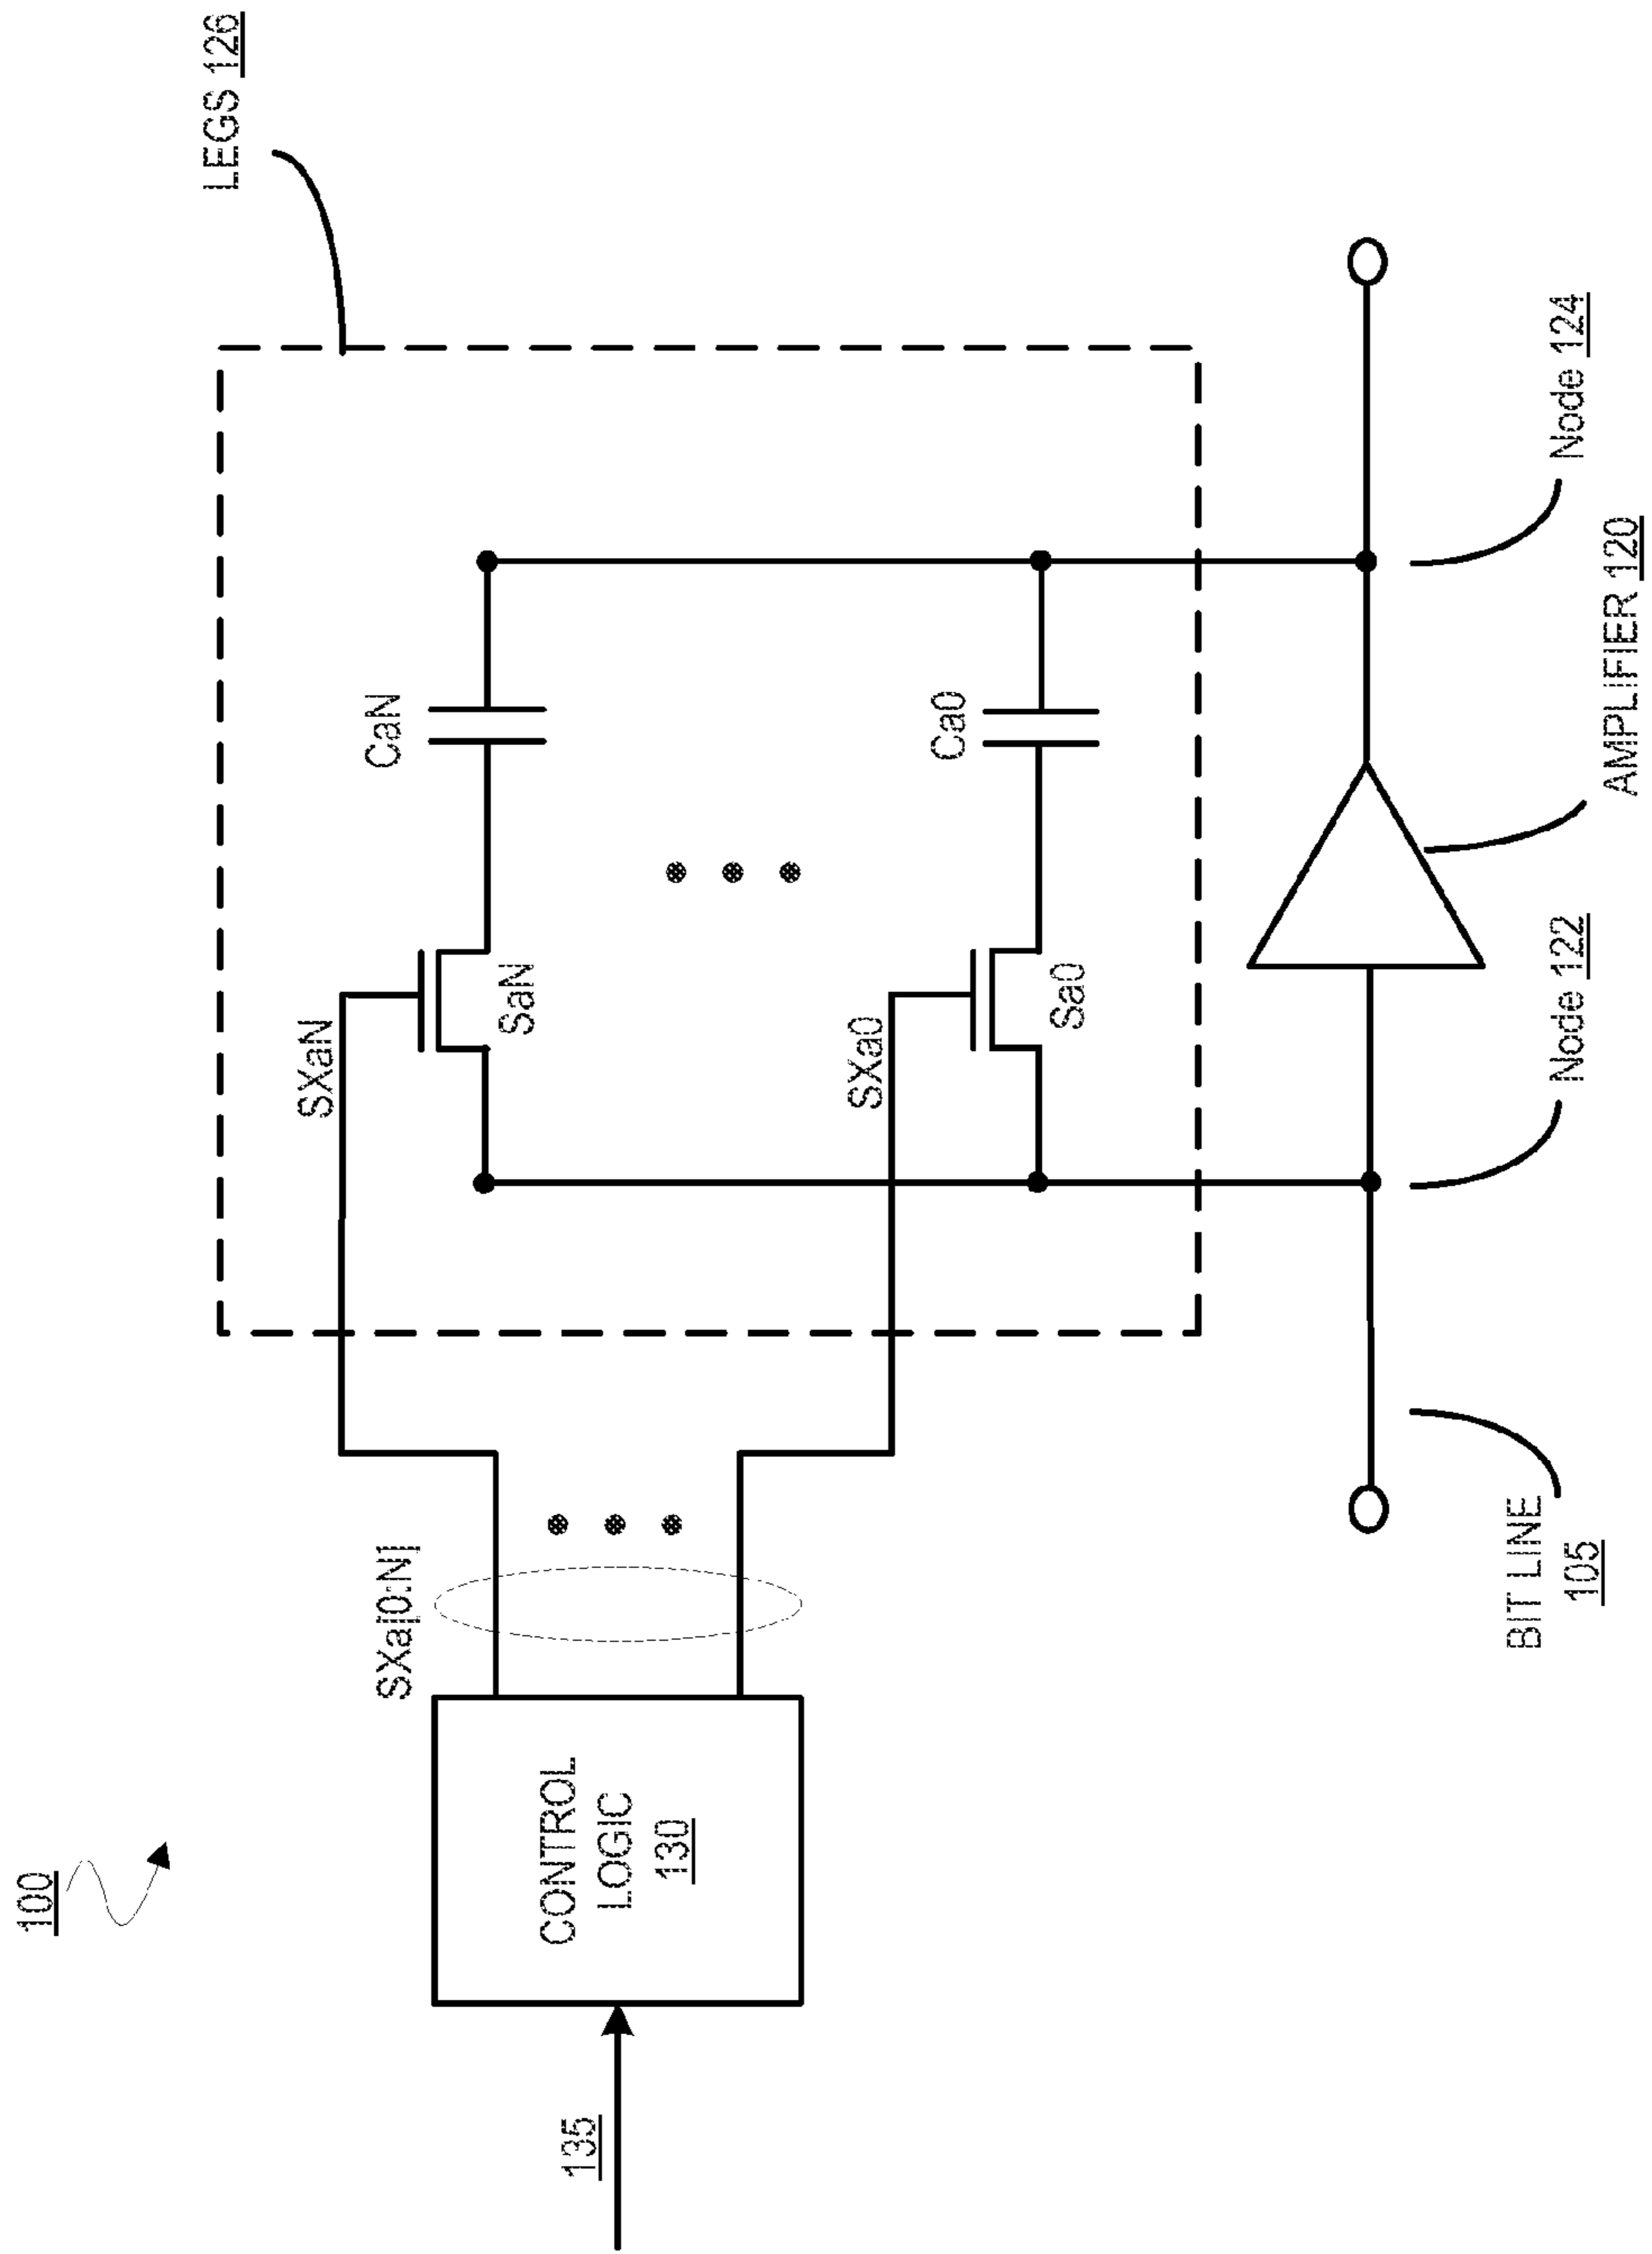 100
LEGS 126
SXaN
CaN
SaN
SXa[0:N]
135
CONTROL
LOGIC
130
SXa0
Ca0
Sa0
BIT LINE
105
Node 122
Node 124
AMPLIFIER 120